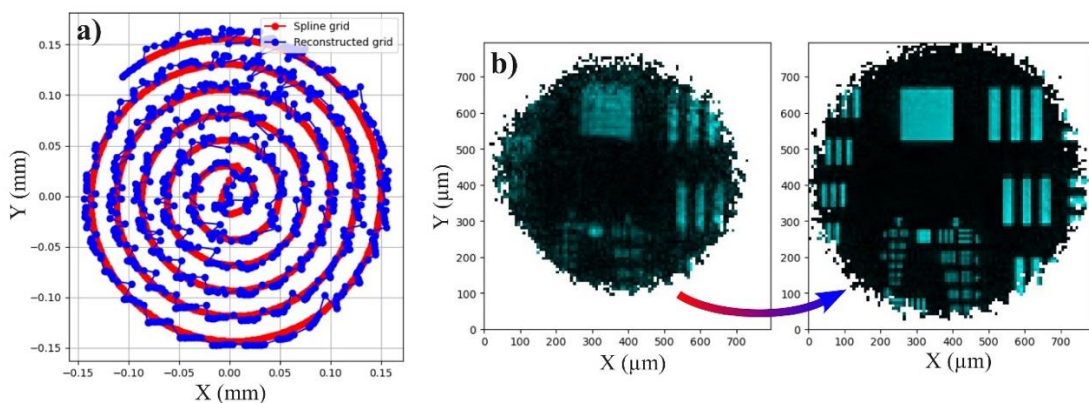 a)
Spline grid
Reconstructed grid
0.15
0.10
0.05
0.00
−0.05
−0.10
−0.15
Y (mm)
−0.15 −0.10 −0.05 0.00 0.05 0.10 0.15
X (mm)
b)
700
600
500
400
300
200
100
0
Y (µm)
0 100 200 300 400 500 600 700
X (µm)
700
600
500
400
300
200
100
0
0 100 200 300 400 500 600 700
X (µm)